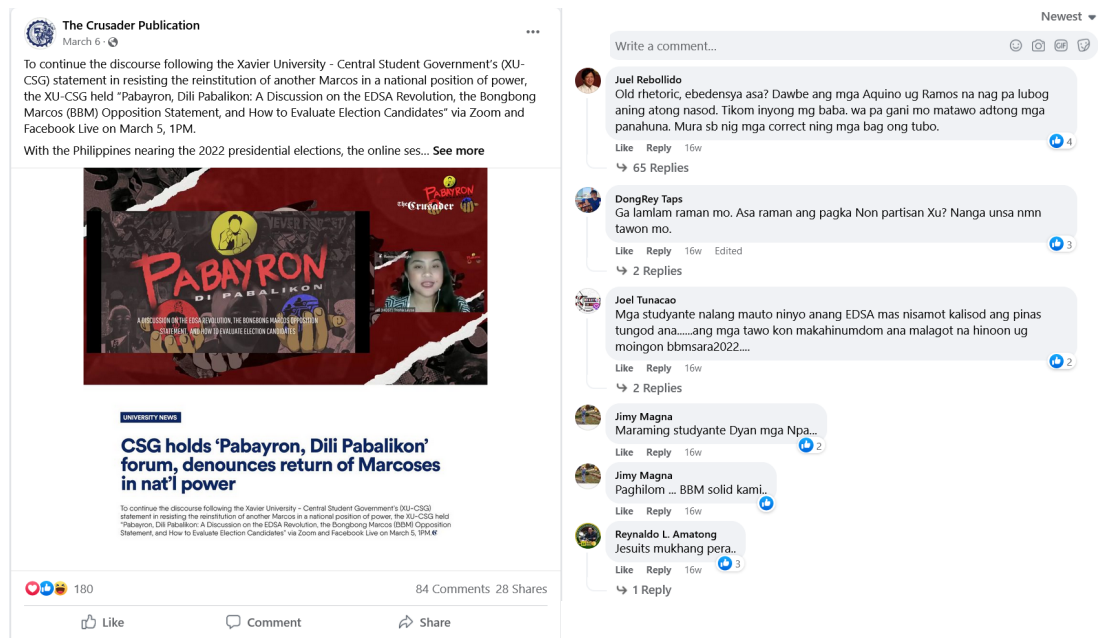 The Crusader Publication
March 6 ·
To continue the discourse following the Xavier University - Central Student Government's (XU-
CSG) statement in resisting the reinstitution of another Marcos in a national position of power,
the XU-CSG held "Pabayron, Dili Pabalikon: A Discussion on the EDSA Revolution, the Bongbong
Marcos (BBM) Opposition Statement, and How to Evaluate Election Candidates" via Zoom and
Facebook Live on March 5, 1PM.
With the Philippines nearing the 2022 presidential elections, the online ses... See more
PABAYRON
The Crusader
NEVER FORGET
PABAYRON
DI PABALIKON
A DISCUSSION ON THE EDSA REVOLUTION, THE BONGBONG MARCOS OPPOSITION
STATEMENT, AND HOW TO EVALUATE ELECTION CANDIDATES
UNIVERSITY NEWS
CSG holds 'Pabayron, Dili Pabalikon'
forum, denounces return of Marcoses
in nat'l power
To continue the discourse following the Xavier University - Central Student Government's (XU-CSG)
statement in resisting the reinstitution of another Marcos in a national position of power, the XU-CSG held
"Pabayron, Dili Pabalikon: A Discussion on the EDSA Revolution, the Bongbong Marcos (BBM) Opposition
Statement, and How to Evaluate Election Candidates" via Zoom and Facebook Live on March 5, 1PM.
180
84 Comments 28 Shares
Like Comment Share
Newest
Write a comment...
GIF
Juel Rebollido
Old rhetoric, ebedensya asa? Dawbe ang mga Aquino ug Ramos na nag pa lubog
aning atong nasod. Tikom inyong mg baba. wa pa gani mo matawo adtong mga
panahuna. Mura sb nig mga correct ning mga bag ong tubo.
4
Like Reply 16w
65 Replies
DongRey Taps
Ga lamlam raman mo. Asa raman ang pagka Non partisan Xu? Nanga unsa nmn
tawon mo.
3
Like Reply 16w Edited
2 Replies
Joel Tunacao
Mga studyante nalang mauto ninyo anang EDSA mas nisamot kalisod ang pinas
tungod ana......ang mga tawo kon makahinumdom ana malagot na hinoon ug
moingon bbmsara2022....
2
Like Reply 16w
2 Replies
Jimy Magna
Maraming studyante Dyan mga Npa...
2
Like Reply 16w
Jimy Magna
Paghilom ... BBM solid kami..
Like Reply 16w
Reynaldo L. Amatong
Jesuits mukhang pera..
3
Like Reply 16w
1 Reply